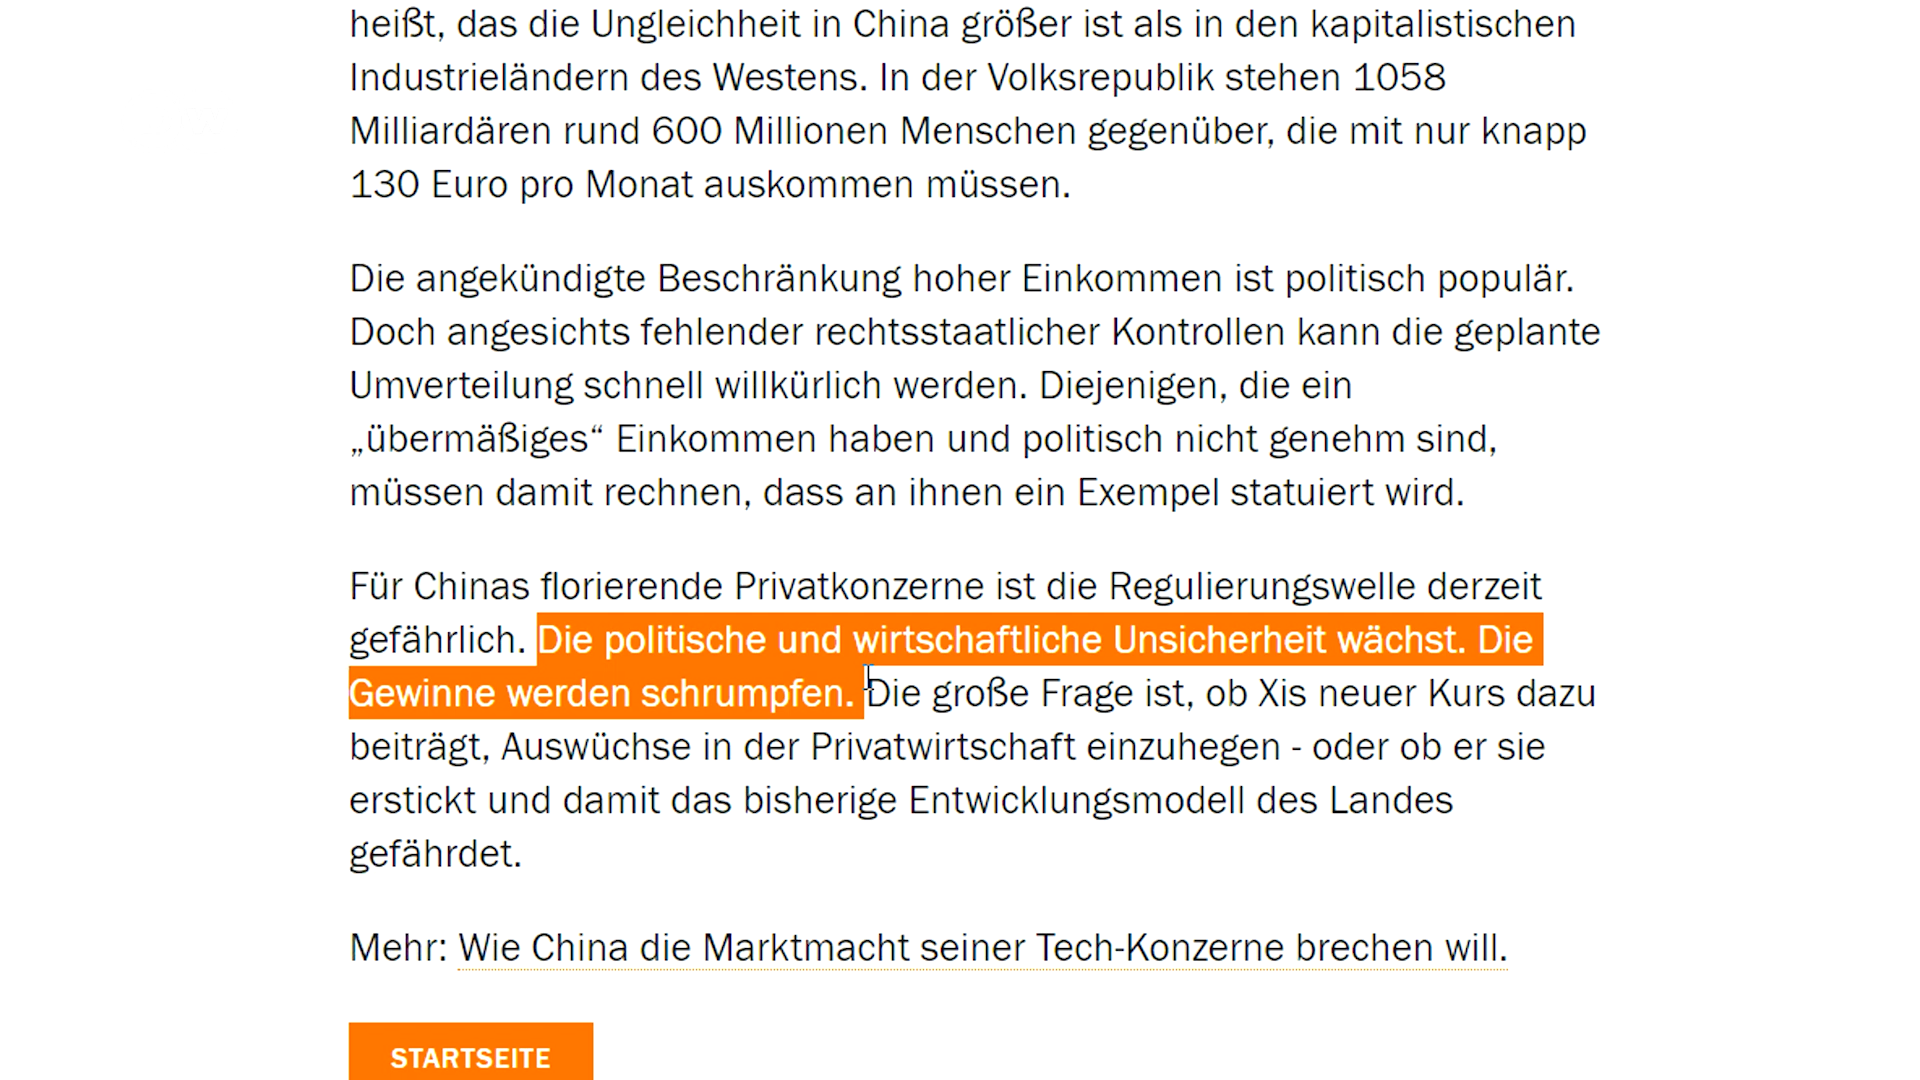 heißt, das die Ungleichheit in China größer ist als in den kapitalistischen
Industrieländern des Westens. In der Volksrepublik stehen 1058
Milliardären rund 600 Millionen Menschen gegenüber, die mit nur knapp
130 Euro pro Monat auskommen müssen.
Die angekündigte Beschränkung hoher Einkommen ist politisch populär.
Doch angesichts fehlender rechtsstaatlicher Kontrollen kann die geplante
Umverteilung schnell willkürlich werden. Diejenigen, die ein
„übermäßiges“ Einkommen haben und politisch nicht genehm sind,
müssen damit rechnen, dass an ihnen ein Exempel statuiert wird.
Für Chinas florierende Privatkonzerne ist die Regulierungswelle derzeit
gefährlich. Die politische und wirtschaftliche Unsicherheit wächst. Die
Gewinne werden schrumpfen. Die große Frage ist, ob Xis neuer Kurs dazu
beiträgt, Auswüchse in der Privatwirtschaft einzuhegen - oder ob er sie
erstickt und damit das bisherige Entwicklungsmodell des Landes
gefährdet.
Mehr: Wie China die Marktmacht seiner Tech-Konzerne brechen will.
STARTSEITE